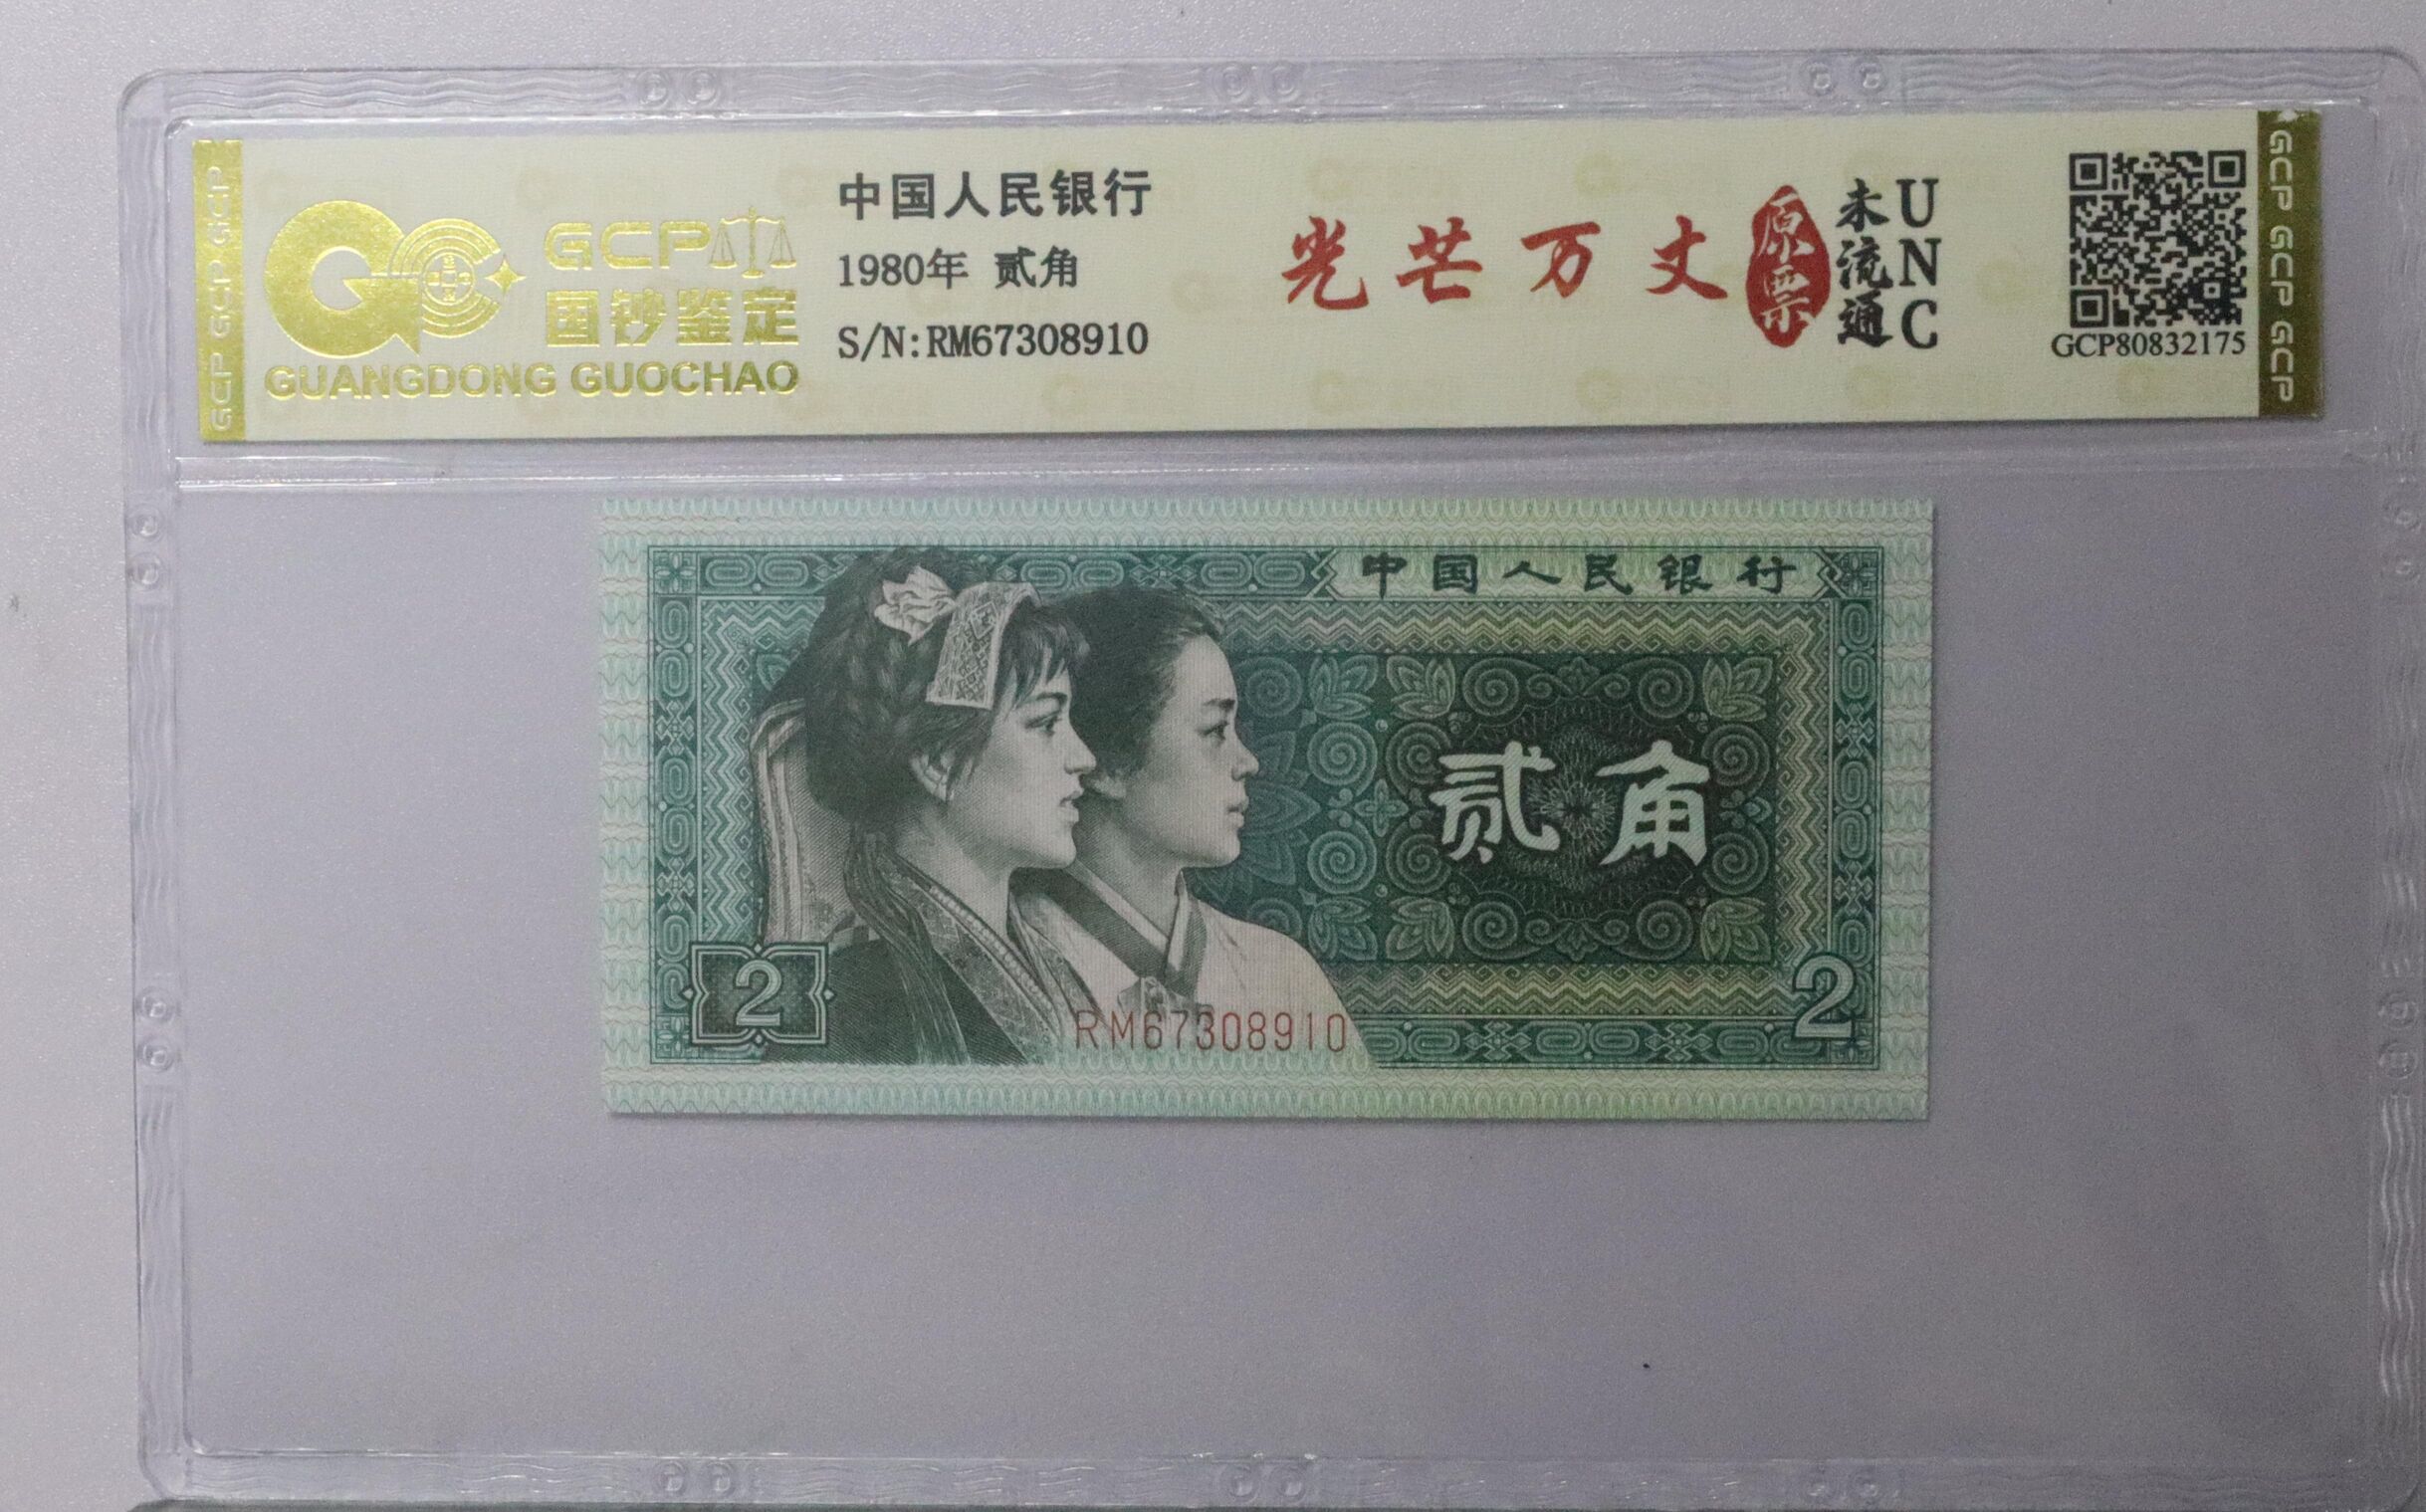 GCP GCP GCP
GCP
国钞鉴定
GUANGDONG GUOCHAO
中国人民银行
1980年 贰角
S/N:RM67308910
光芒万丈
原票
未流通
UNC
GCP80832175
GCP GCP GCP
中国人民银行
贰角
2
RM67308910
2